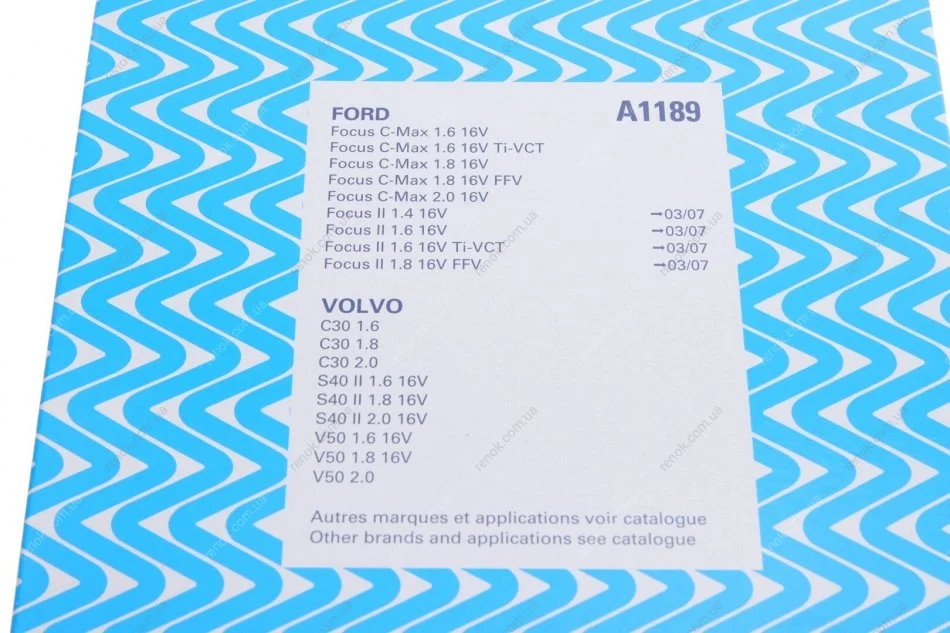 FORD A1189
Focus C-Max 1.6 16V
Focus C-Max 1.6 16V Ti-VCT
Focus C-Max 1.8 16V
Focus C-Max 1.8 16V FFV
Focus C-Max 2.0 16V
Focus II 1.4 16V →03/07
Focus II 1.6 16V →03/07
Focus II 1.6 16V Ti-VCT →03/07
Focus II 1.8 16V FFV →03/07
VOLVO
C30 1.6
C30 1.8
C30 2.0
S40 II 1.6 16V
S40 II 1.8 16V
S40 II 2.0 16V
V50 1.6 16V
V50 1.8 16V
V50 2.0
Autres marques et applications voir catalogue
Other brands and applications see catalogue
renok.com.ua